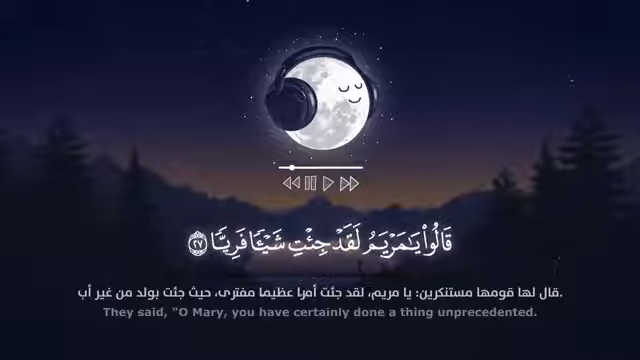 قَالُوا۟ يَـٰمَرْيَمُ لَقَدْ جِئْتِ شَيْـًٔا فَرِيًّا ٢٧
قال لها قومها مستنكرين: يا مريم، لقد جئت أمرا عظيما مفترى، حيث جئت بولد من غير أب.
They said, "O Mary, you have certainly done a thing unprecedented.